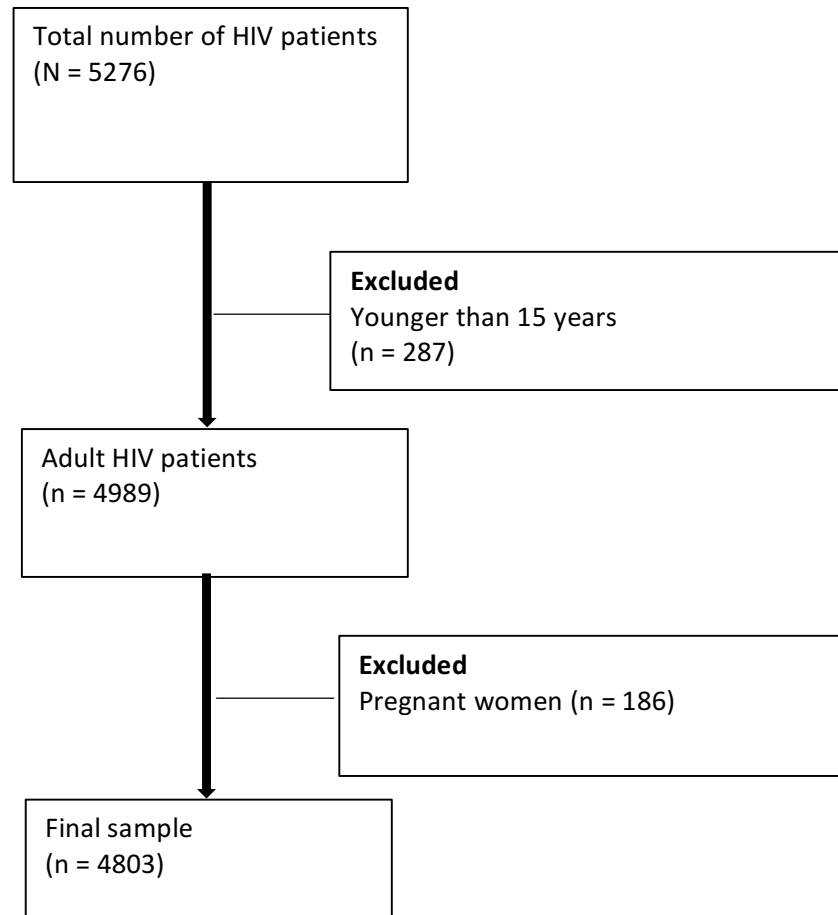 Total number of HIV patients
(N = 5276)
Excluded
Younger than 15 years
(n = 287)
Adult HIV patients
(n = 4989)
Excluded
Pregnant women (n = 186)
Final sample
(n = 4803)